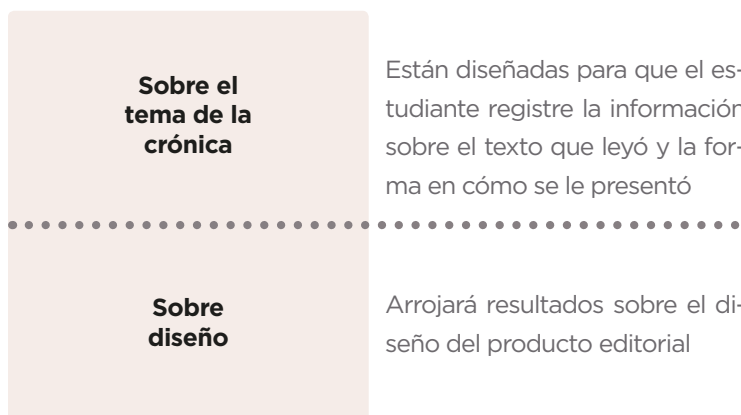 Sobre el
tema de la
crónica
Están diseñadas para que el es-
tudiante registre la información
sobre el texto que leyó y la for-
ma en cómo se le presentó
Sobre
diseño
Arrojará resultados sobre el di-
seño del producto editorial